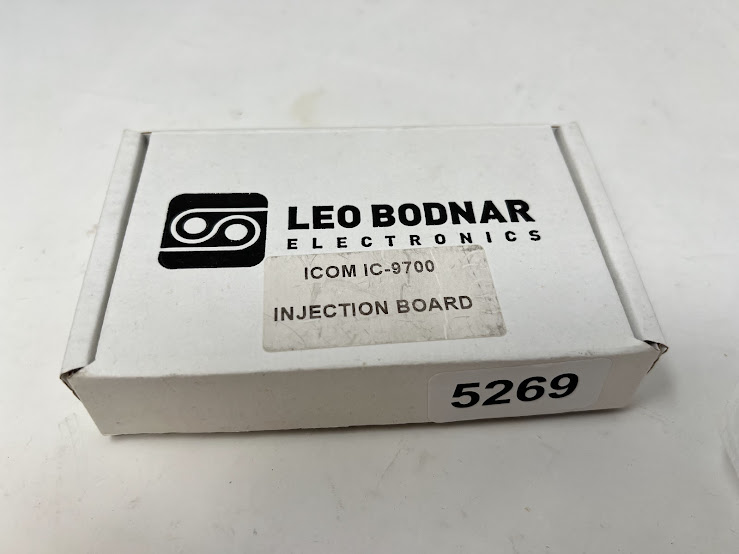 LEO BODNAR
ELECTRONICS
ICOM IC-9700
INJECTION BOARD
5269